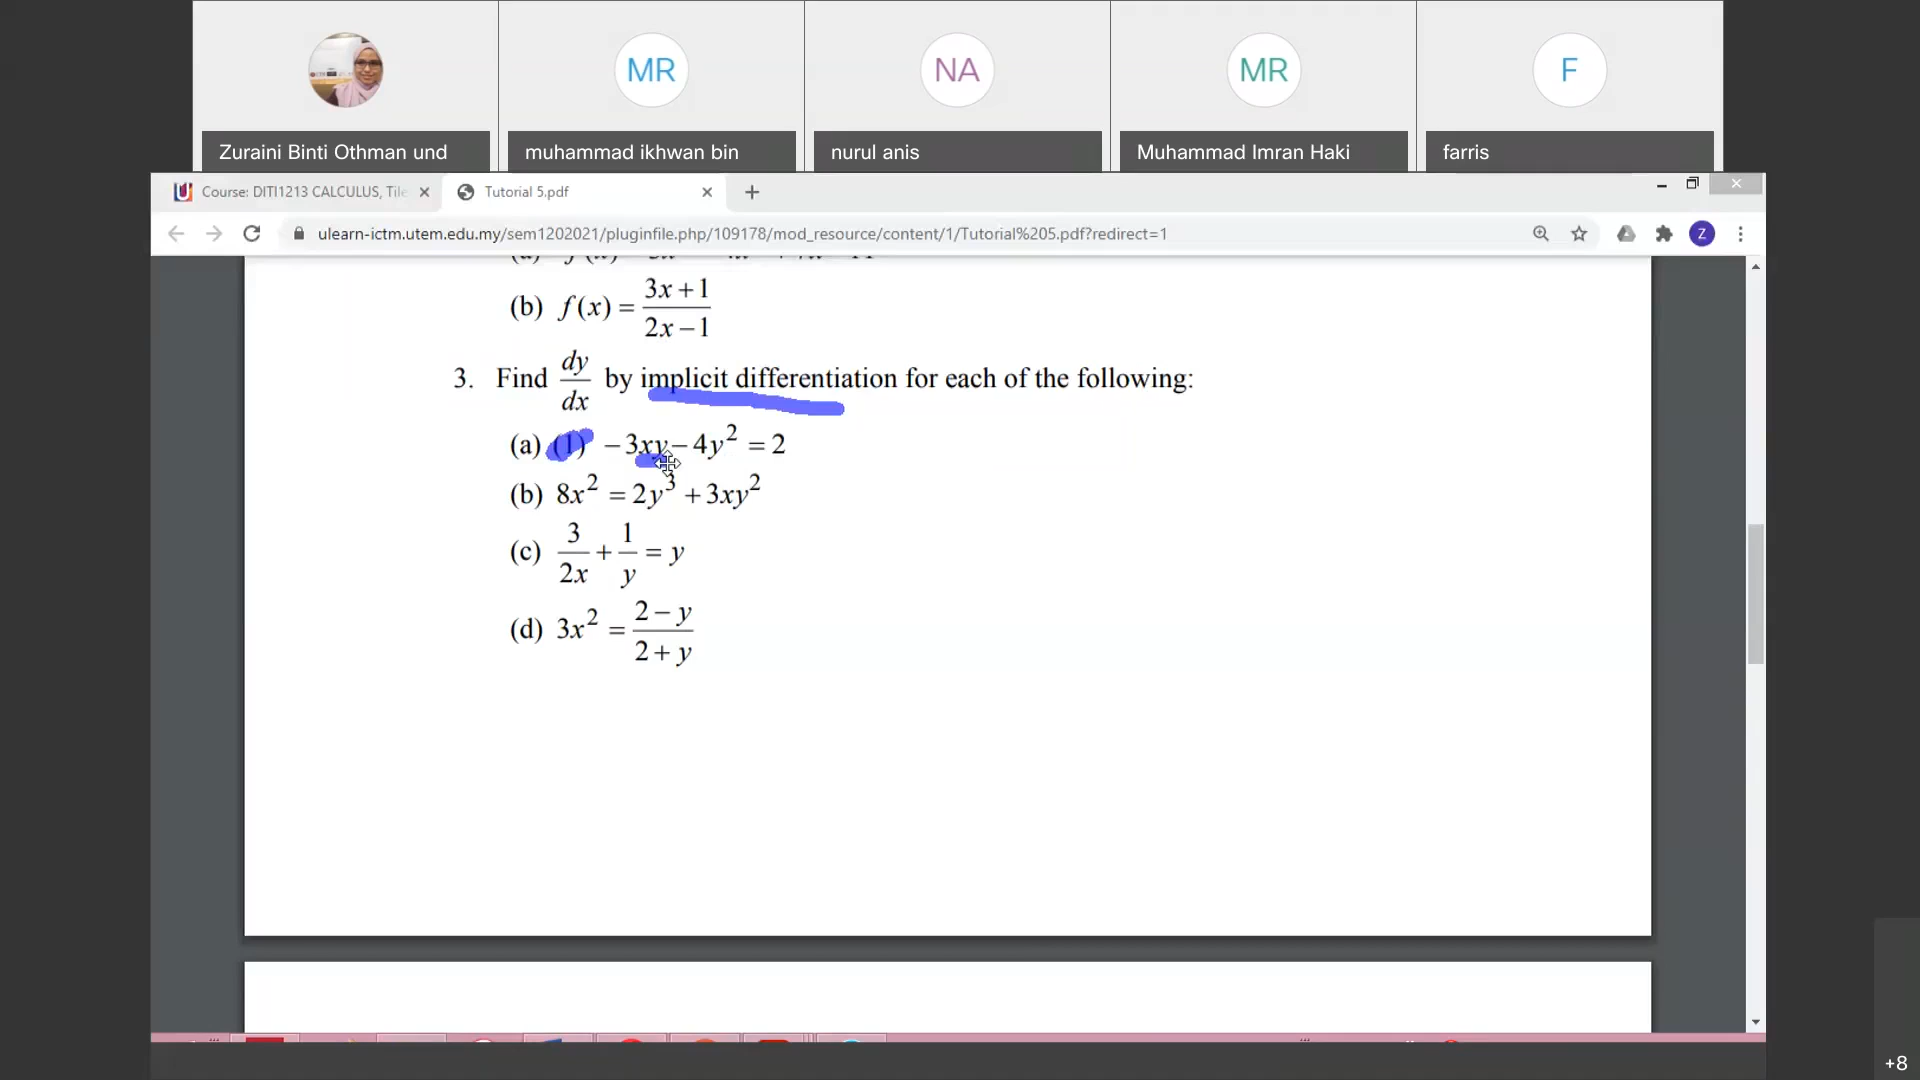 MR
NA
MR
F
Zuraini Binti Othman und
muhammad ikhwan bin
nurul anis
Muhammad Imran Haki
farris
Course: DITI1213 CALCULUS, Tile
Tutorial 5.pdf
ulearn-ictm.utem.edu.my/sem1202021/pluginfile.php/109178/mod_resource/content/1/Tutorial%205.pdf?redirect=1
Z
(b) f(x) = (3x+1)/(2x−1)
3. Find dy/dx by implicit differentiation for each of the following:
(a) (1) −3xy−4y² = 2
(b) 8x² = 2y³ + 3xy²
(c) 3/(2x) + 1/y = y
(d) 3x² = (2−y)/(2+y)
+8